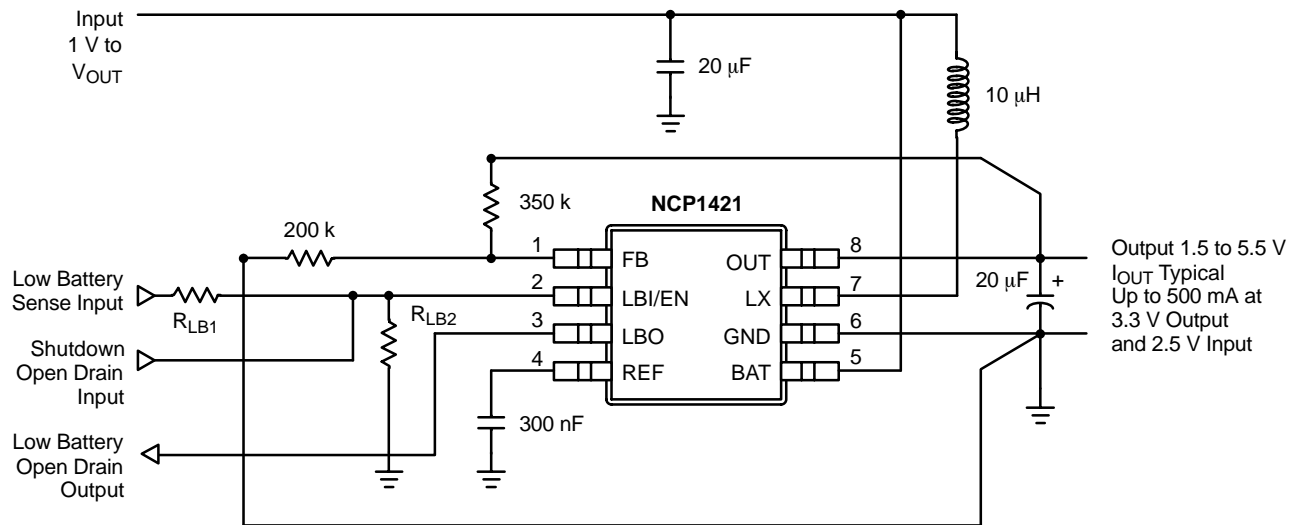 Input
1 V to
VOUT
20 μF
10 μH
350 k
NCP1421
200 k
1
FB
OUT
8
Output 1.5 to 5.5 V
IOUT Typical
Up to 500 mA at
3.3 V Output
and 2.5 V Input
Low Battery
Sense Input
RLB1
2
LBI/EN
LX
7
20 μF
+
RLB2
3
LBO
GND
6
Shutdown
Open Drain
Input
4
REF
BAT
5
300 nF
Low Battery
Open Drain
Output